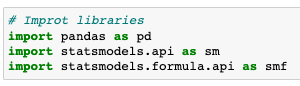 # Improt libraries
import pandas as pd
import statsmodels.api as sm
import statsmodels.formula.api as smf